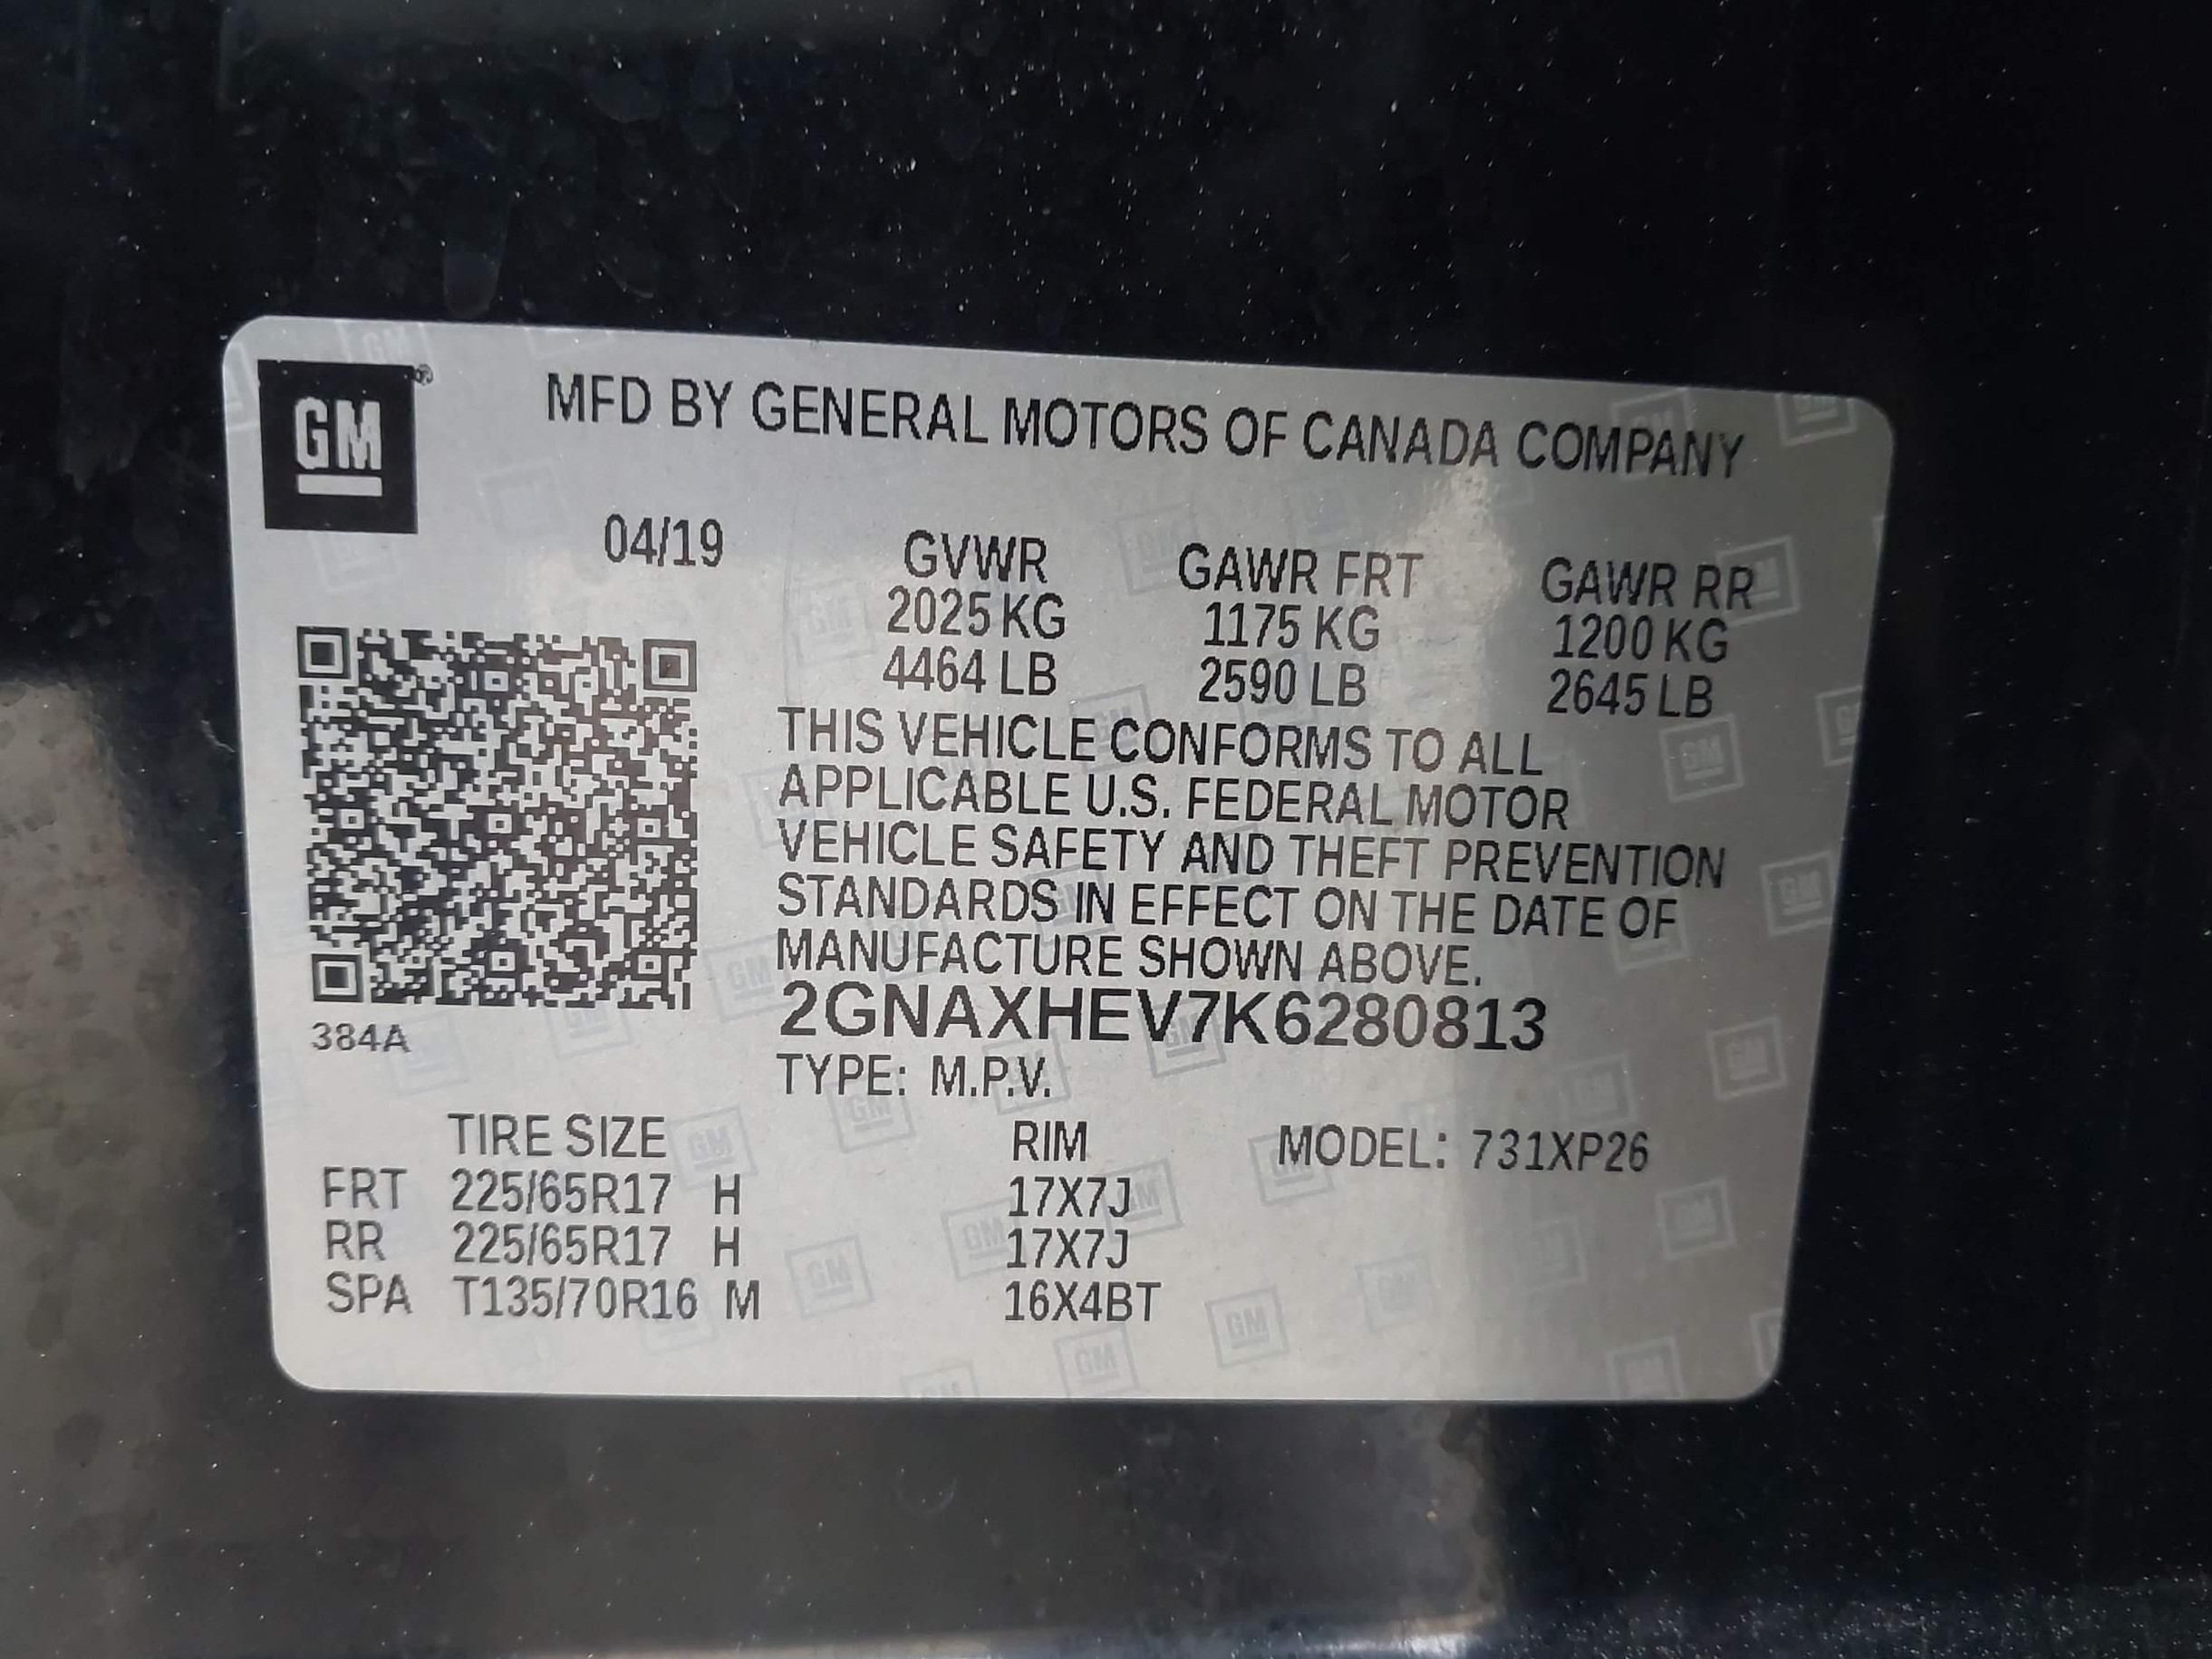 GM®
MFD BY GENERAL MOTORS OF CANADA COMPANY
04/19 GVWR GAWR FRT GAWR RR
2025 KG 1175 KG 1200 KG
4464 LB 2590 LB 2645 LB
THIS VEHICLE CONFORMS TO ALL
APPLICABLE U.S. FEDERAL MOTOR
VEHICLE SAFETY AND THEFT PREVENTION
STANDARDS IN EFFECT ON THE DATE OF
MANUFACTURE SHOWN ABOVE.
2GNAXHEV7K6280813
384A
TYPE: M.P.V.
TIRE SIZE RIM MODEL: 731XP26
FRT 225/65R17 H 17X7J
RR 225/65R17 H 17X7J
SPA T135/70R16 M 16X4BT